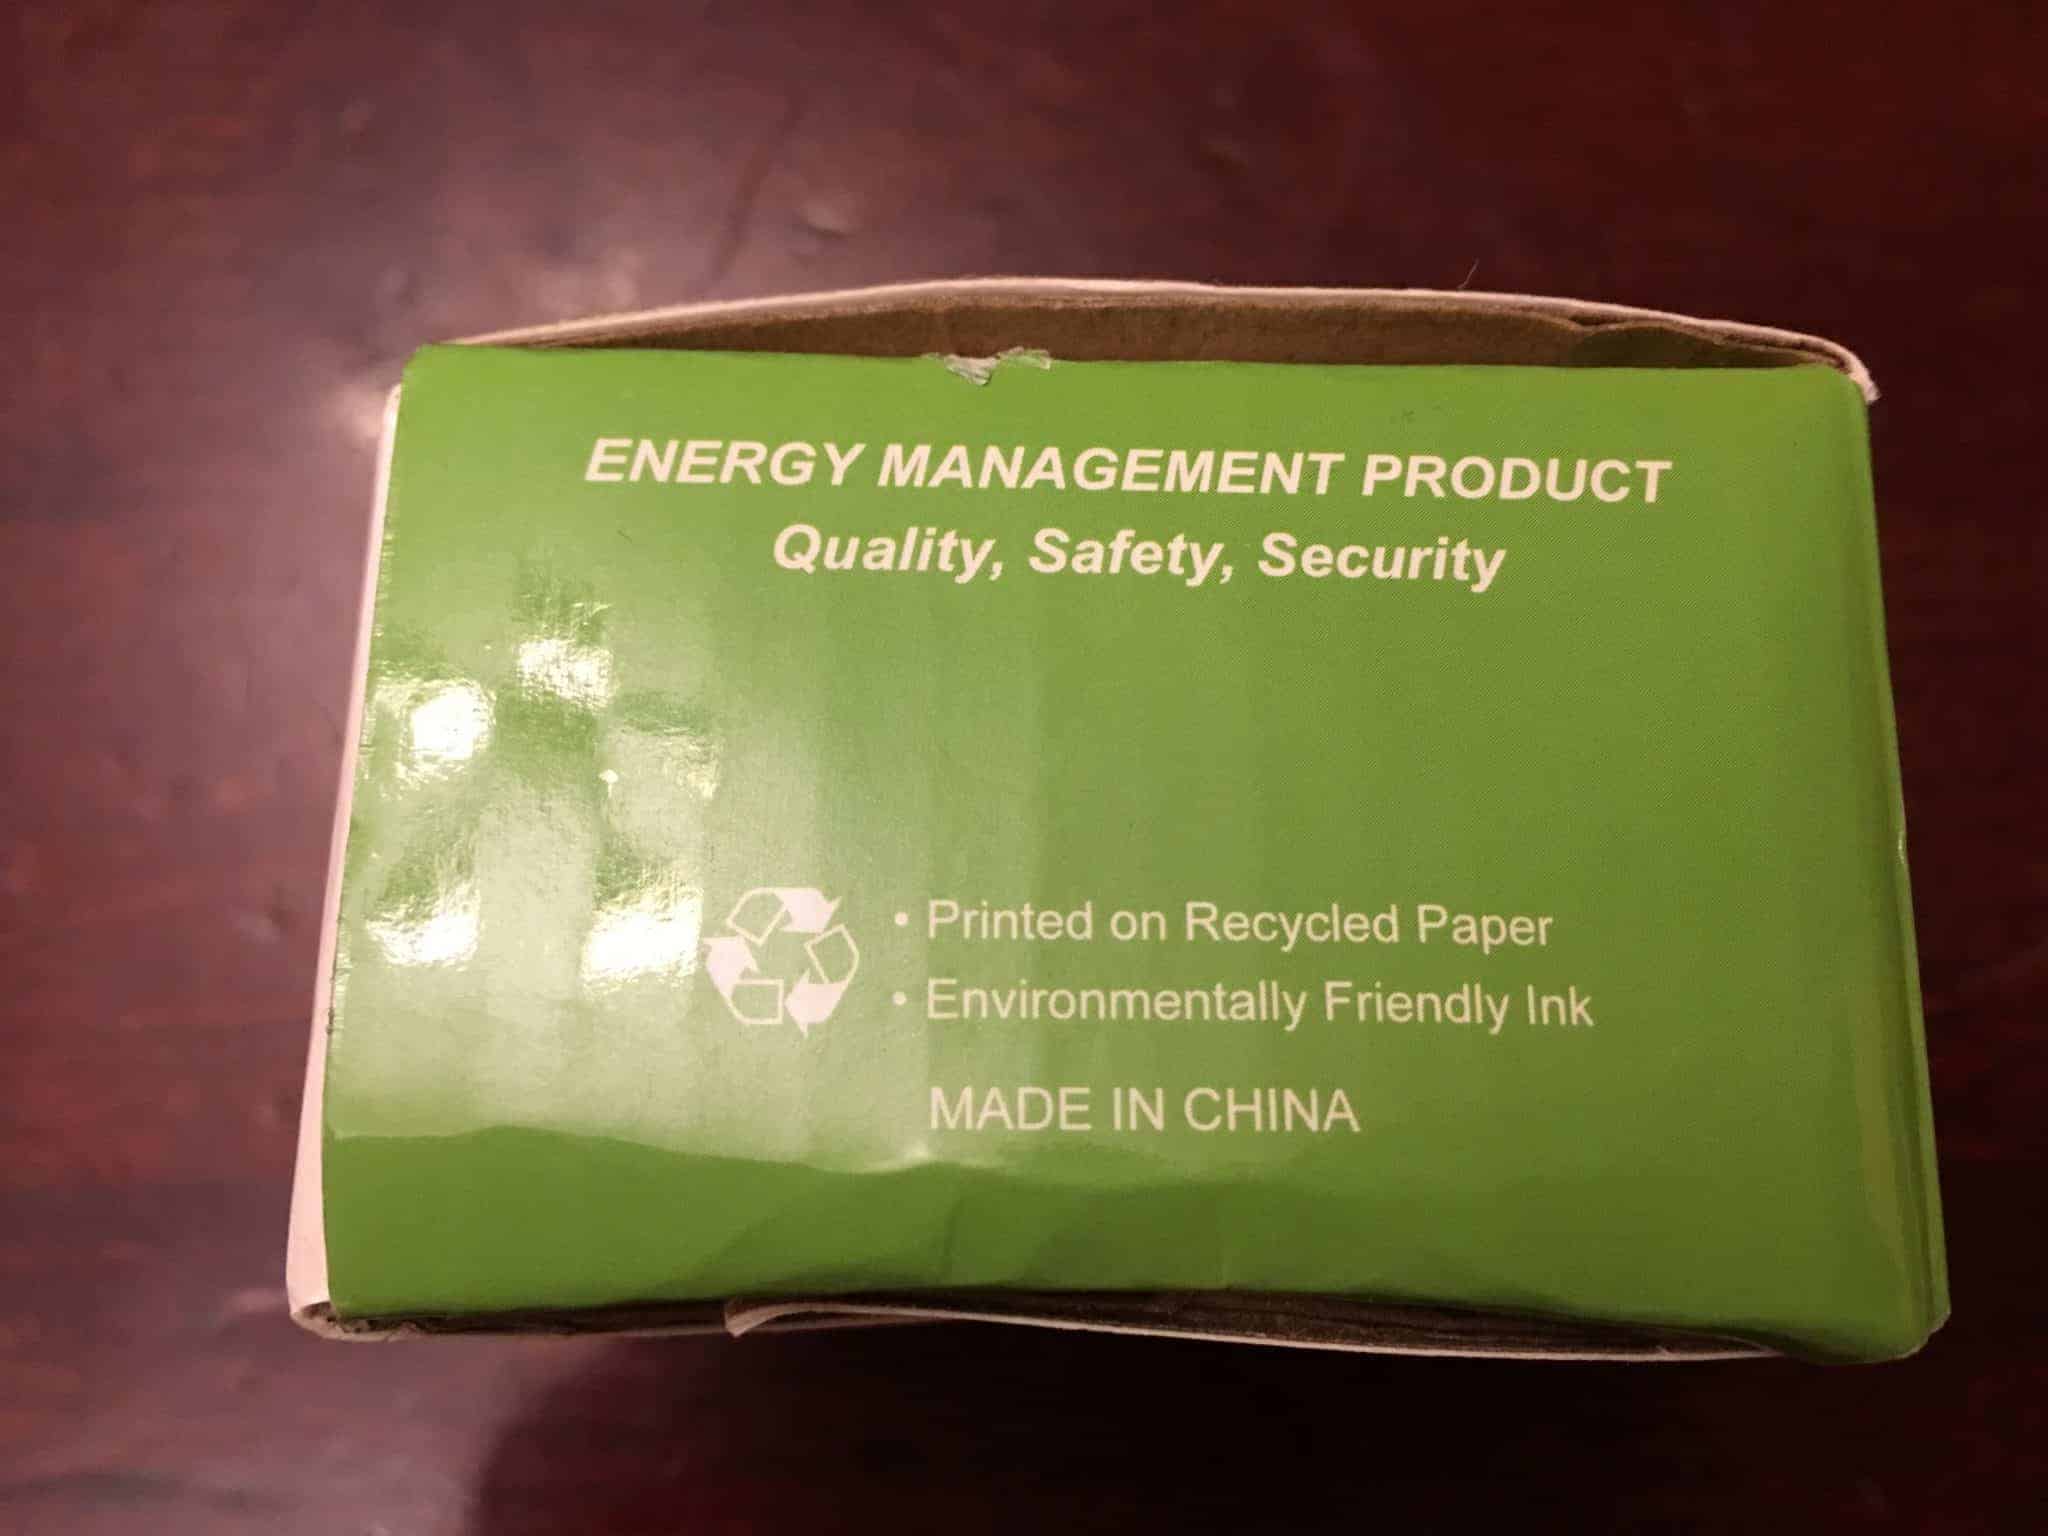 ENERGY MANAGEMENT PRODUCT
Quality, Safety, Security
• Printed on Recycled Paper
• Environmentally Friendly Ink
MADE IN CHINA